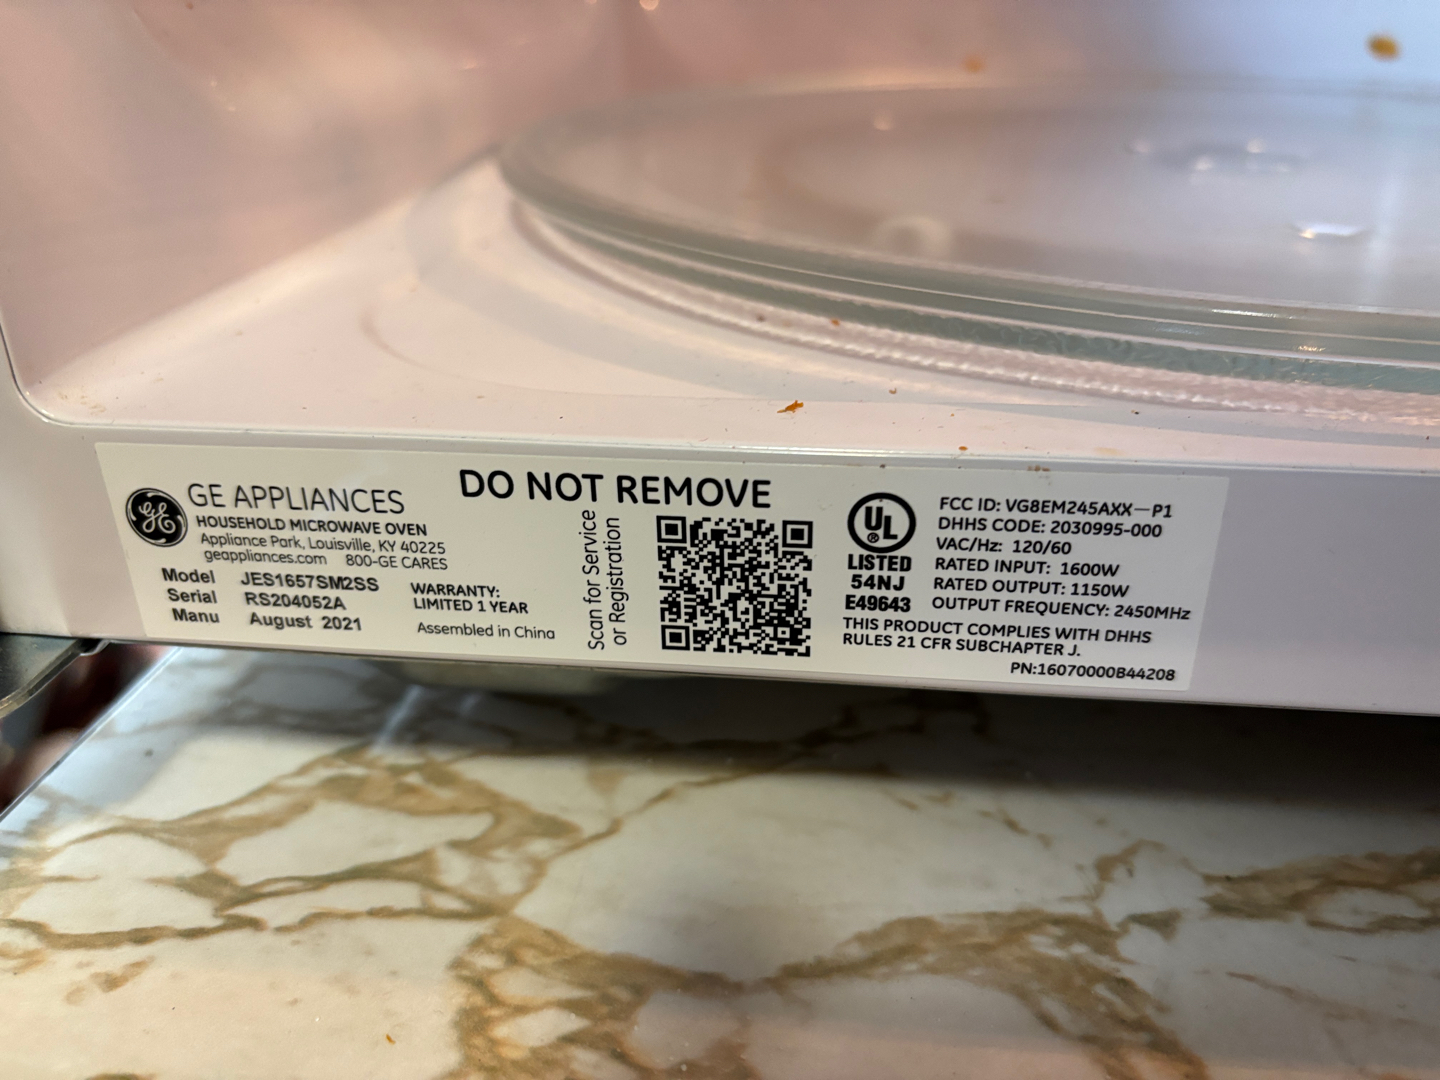 GE
GE APPLIANCES
HOUSEHOLD MICROWAVE OVEN
Appliance Park, Louisville, KY 40225
geappliances.com 800-GE CARES
Model JES1657SM2SS
Serial RS204052A
Manu August 2021
WARRANTY:
LIMITED 1 YEAR
Assembled in China
DO NOT REMOVE
Scan for Service
or Registration
UL
®
LISTED
54NJ
E49643
FCC ID: VG8EM245AXX-P1
DHHS CODE: 2030995-000
VAC/Hz: 120/60
RATED INPUT: 1600W
RATED OUTPUT: 1150W
OUTPUT FREQUENCY: 2450MHz
THIS PRODUCT COMPLIES WITH DHHS
RULES 21 CFR SUBCHAPTER J.
PN:16070000B44208